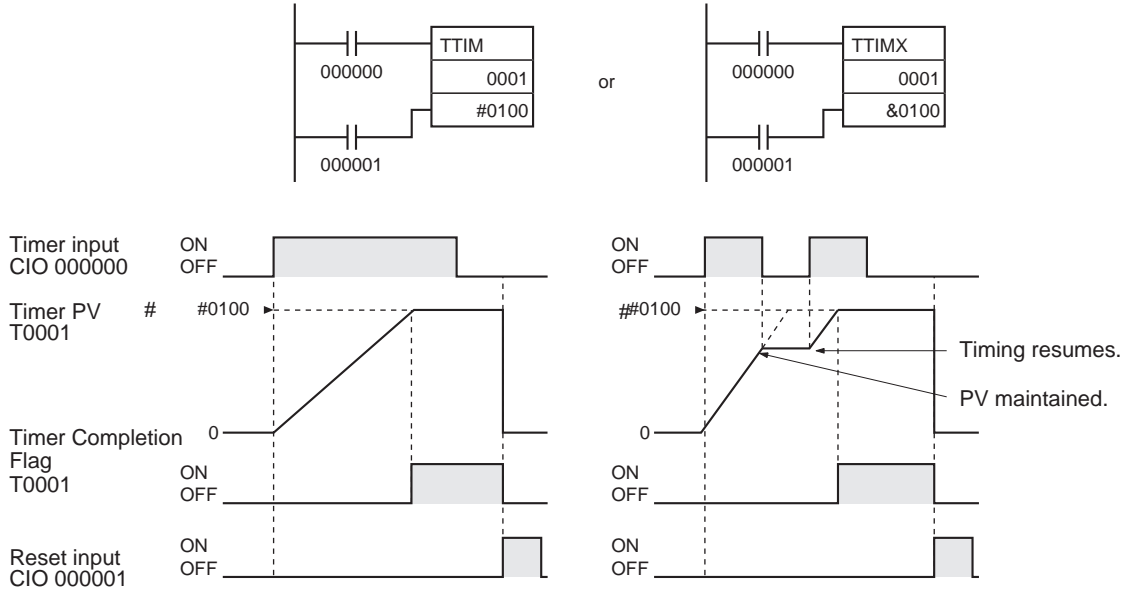 TTIM
000000
0001
#0100
000001
or
TTIMX
000000
0001
&0100
000001
Timer input
CIO 000000
ON
OFF
ON
OFF
Timer PV #
T0001
#0100
##0100
Timing resumes.
PV maintained.
0
0
Timer Completion
Flag
T0001
ON
OFF
ON
OFF
Reset input
CIO 000001
ON
OFF
ON
OFF